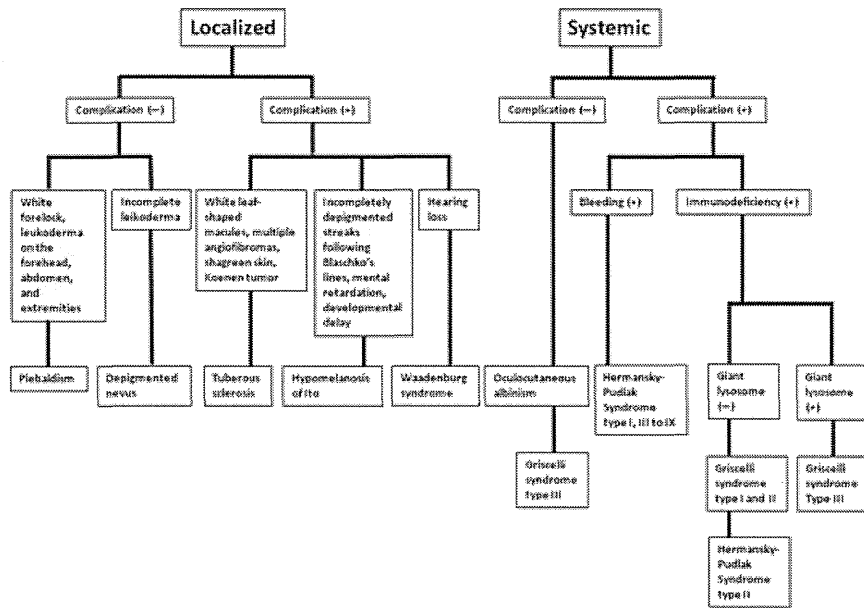 Localized
Systemic
Complication (−)
Complication (+)
Complication (−)
Complication (+)
White
forelock,
leukoderma
on the
forehead,
abdomen,
and
extremities
Incomplete
leikoderma
White leaf-
shaped
macules, multiple
angiofibromas,
shagreen skin,
Koenen tumor
Incompletely
depigmented
streaks
following
Blaschko's
lines, mental
retardation,
developmental
delay
Hearing
loss
Bleeding (+)
Immunodeficiency (+)
Piebaldism
Depigmented
nevus
Tuberous
sclerosis
Hypomelanosis
of Ito
Waadenburg
syndrome
Oculocutaneous
albinism
Hermansky-
Pudlak
Syndrome
type I, III to IX
Giant
lysosome
(−)
Giant
lysosome
(+)
Griscelli
syndrome
type III
Griscelli
syndrome
type I and II
Griscelli
syndrome
Type III
Hermansky-
Pudlak
Syndrome
type II